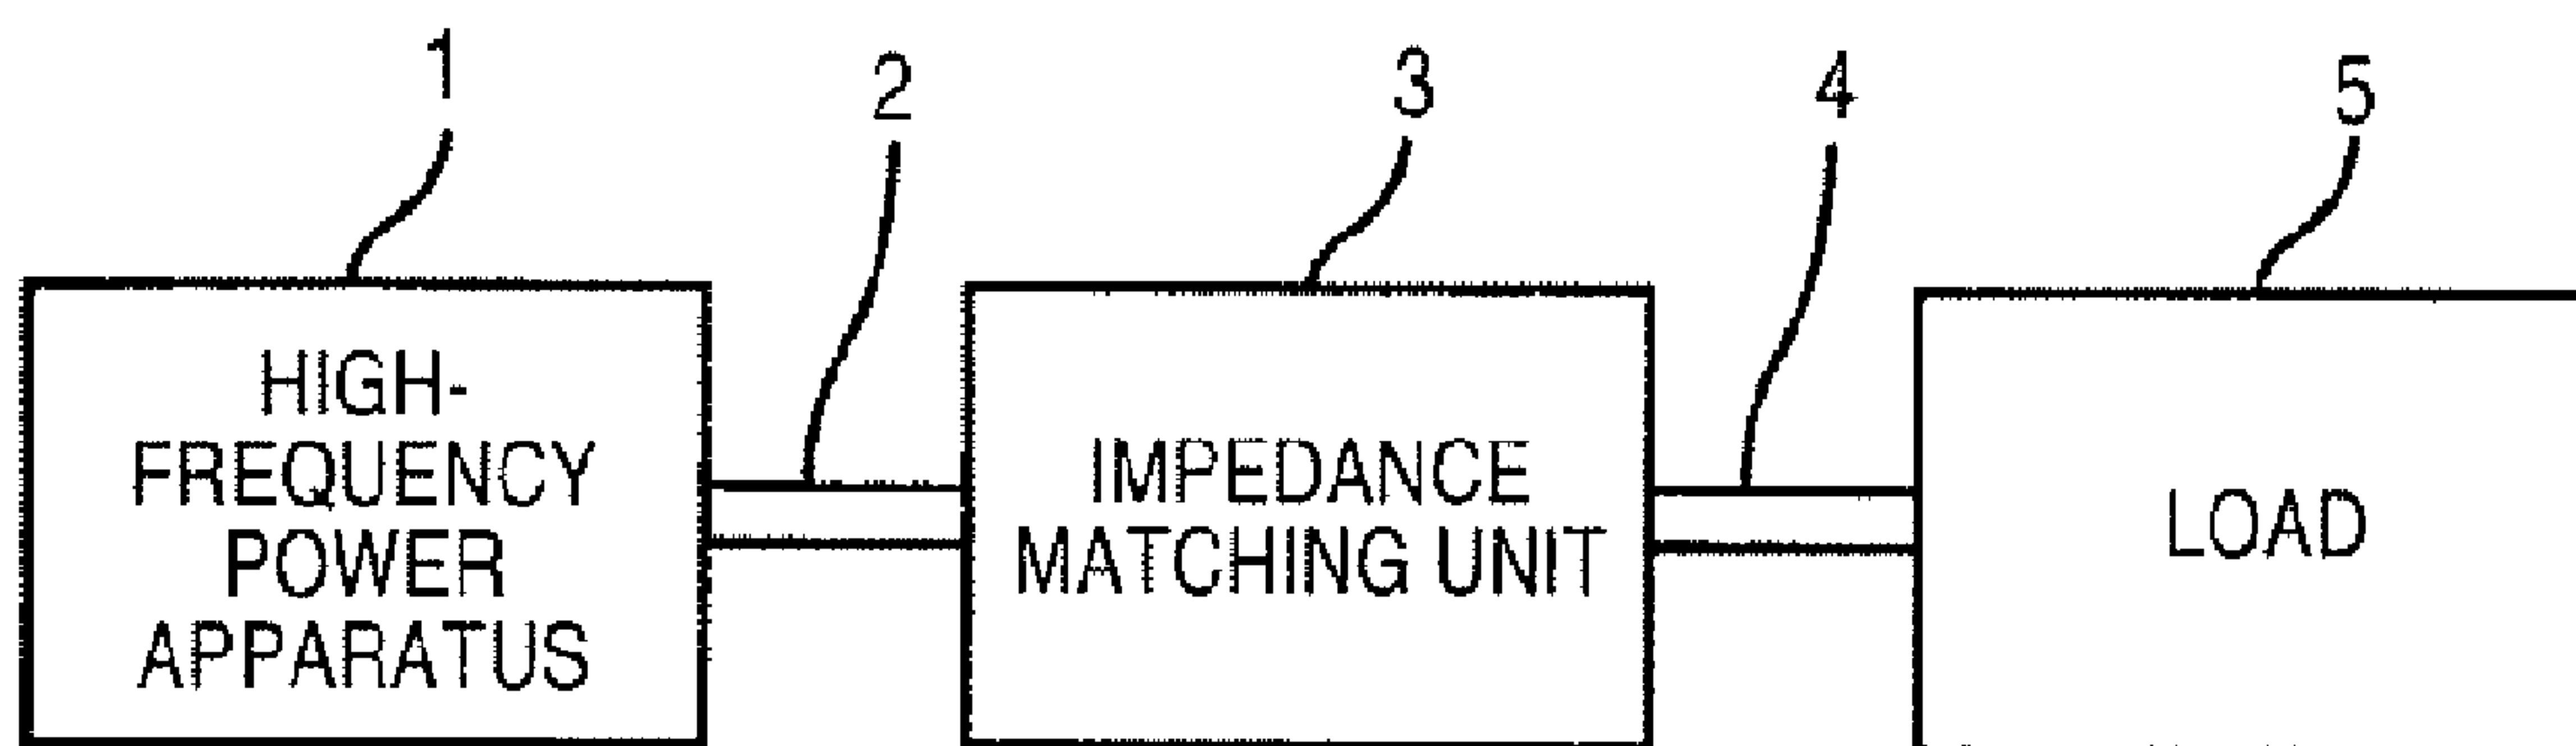 1
2
3
4
5
HIGH-
FREQUENCY
POWER
APPARATUS
IMPEDANCE
MATCHING UNIT
LOAD